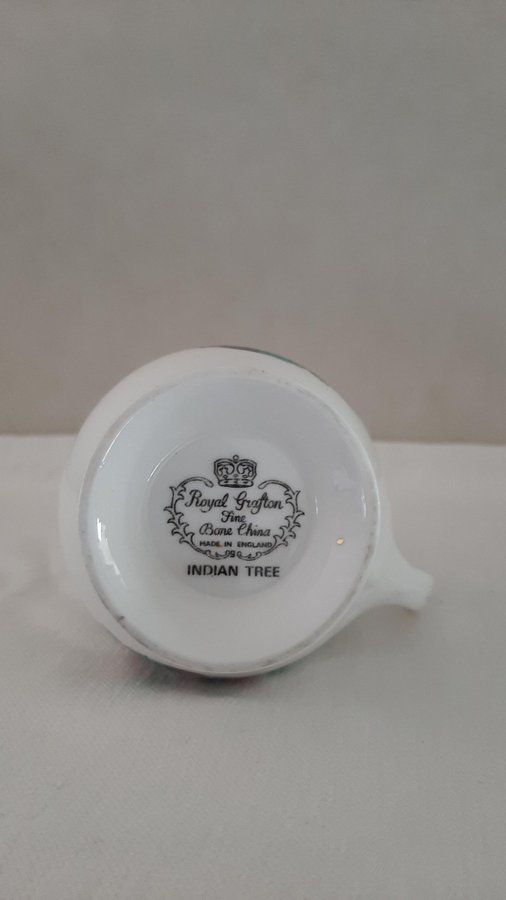 Royal Grafton
Fine
Bone China
MADE IN ENGLAND
INDIAN TREE